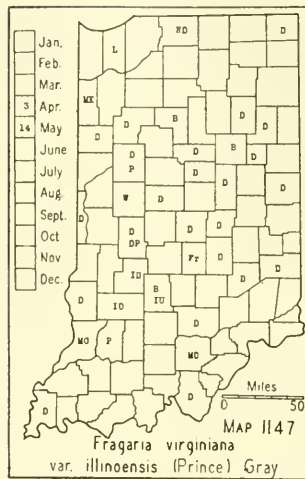 Jan.
Feb.
Mar.
3 Apr.
14 May
June
July
Aug.
Sept.
Oct
Nov
Dec.
ND D
L
MK
D D B D D
D D B D
P
W D D D
D D D D
DP Fr D D
ID D
D B
IO IU
D
MO P MO
D D
Miles
0 50
MAP 1147
Fragaria virginiana
var. illinoensis (Prince) Gray